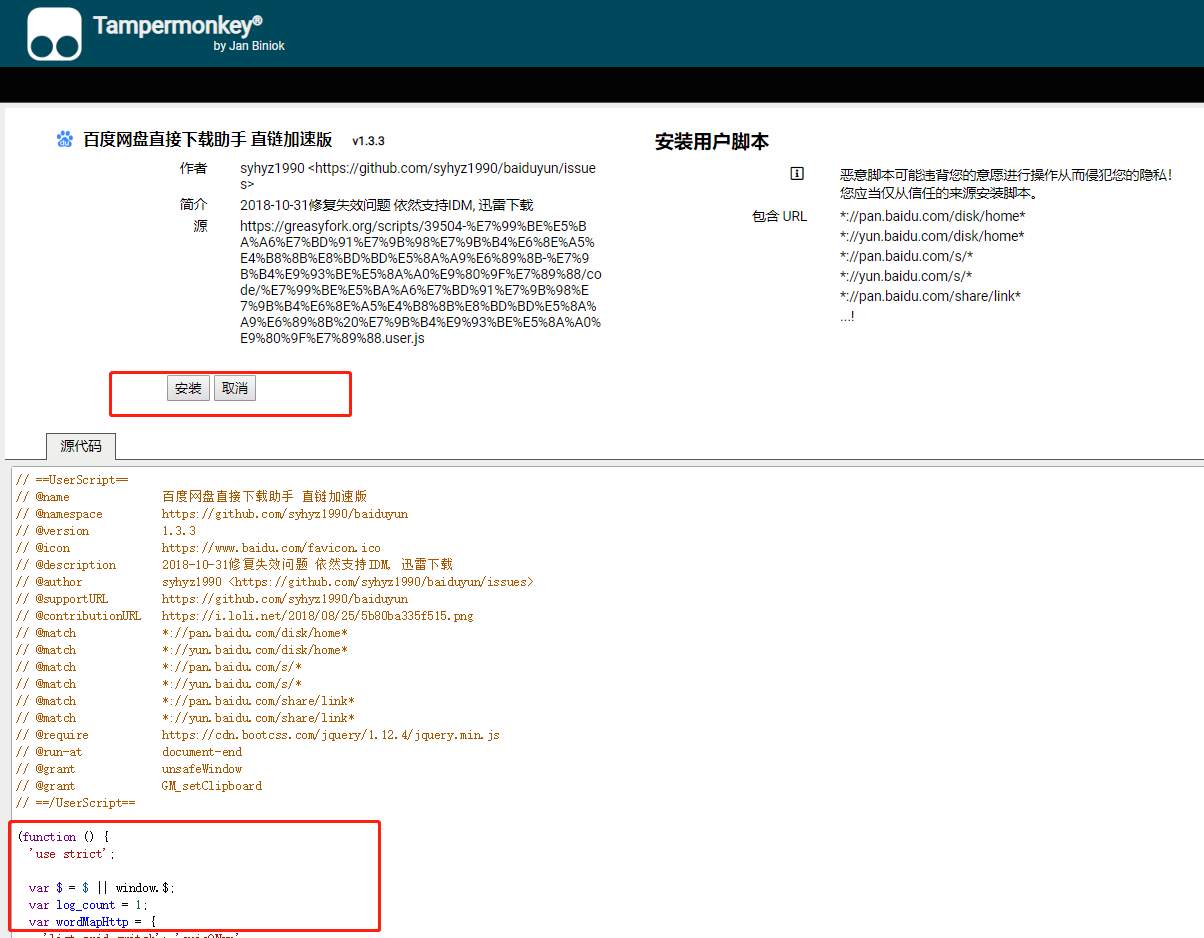 Tampermonkey®
by Jan Biniok
百度网盘直接下载助手 直链加速版 v1.3.3
作者 syhyz1990 <https://github.com/syhyz1990/baiduyun/issue
s>
简介 2018-10-31修复失效问题 依然支持IDM, 迅雷下载
源 https://greasyfork.org/scripts/39504-%E7%99%BE%E5%B
A%A6%E7%BD%91%E7%9B%98%E7%9B%B4%E6%8E%A5%
E4%B8%8B%E8%BD%BD%E5%8A%A9%E6%89%8B-%E7%9
B%B4%E9%93%BE%E5%8A%A0%E9%80%9F%E7%89%88/co
de/%E7%99%BE%E5%BA%A6%E7%BD%91%E7%9B%98%E
7%9B%B4%E6%8E%A5%E4%B8%8B%E8%BD%BD%E5%8A%
A9%E6%89%8B%20%E7%9B%B4%E9%93%BE%E5%8A%A0%
E9%80%9F%E7%89%88.user.js
安装用户脚本
恶意脚本可能违背您的意愿进行操作从而侵犯您的隐私!
您应当仅从信任的来源安装脚本。
包含 URL *://pan.baidu.com/disk/home*
*://yun.baidu.com/disk/home*
*://pan.baidu.com/s/*
*://yun.baidu.com/s/*
*://pan.baidu.com/share/link*
...!
安装 取消
源代码
// ==UserScript==
// @name 百度网盘直接下载助手 直链加速版
// @namespace https://github.com/syhyz1990/baiduyun
// @version 1.3.3
// @icon https://www.baidu.com/favicon.ico
// @description 2018-10-31修复失效问题 依然支持IDM, 迅雷下载
// @author syhyz1990 <https://github.com/syhyz1990/baiduyun/issues>
// @supportURL https://github.com/syhyz1990/baiduyun
// @contributionURL https://i.loli.net/2018/08/25/5b80ba335f515.png
// @match *://pan.baidu.com/disk/home*
// @match *://yun.baidu.com/disk/home*
// @match *://pan.baidu.com/s/*
// @match *://yun.baidu.com/s/*
// @match *://pan.baidu.com/share/link*
// @match *://yun.baidu.com/share/link*
// @require https://cdn.bootcss.com/jquery/1.12.4/jquery.min.js
// @run-at document-end
// @grant unsafeWindow
// @grant GM_setClipboard
// ==/UserScript==
(function () {
'use strict';
var $ = $ || window.$;
var log_count = 1;
var wordMapHttp = {